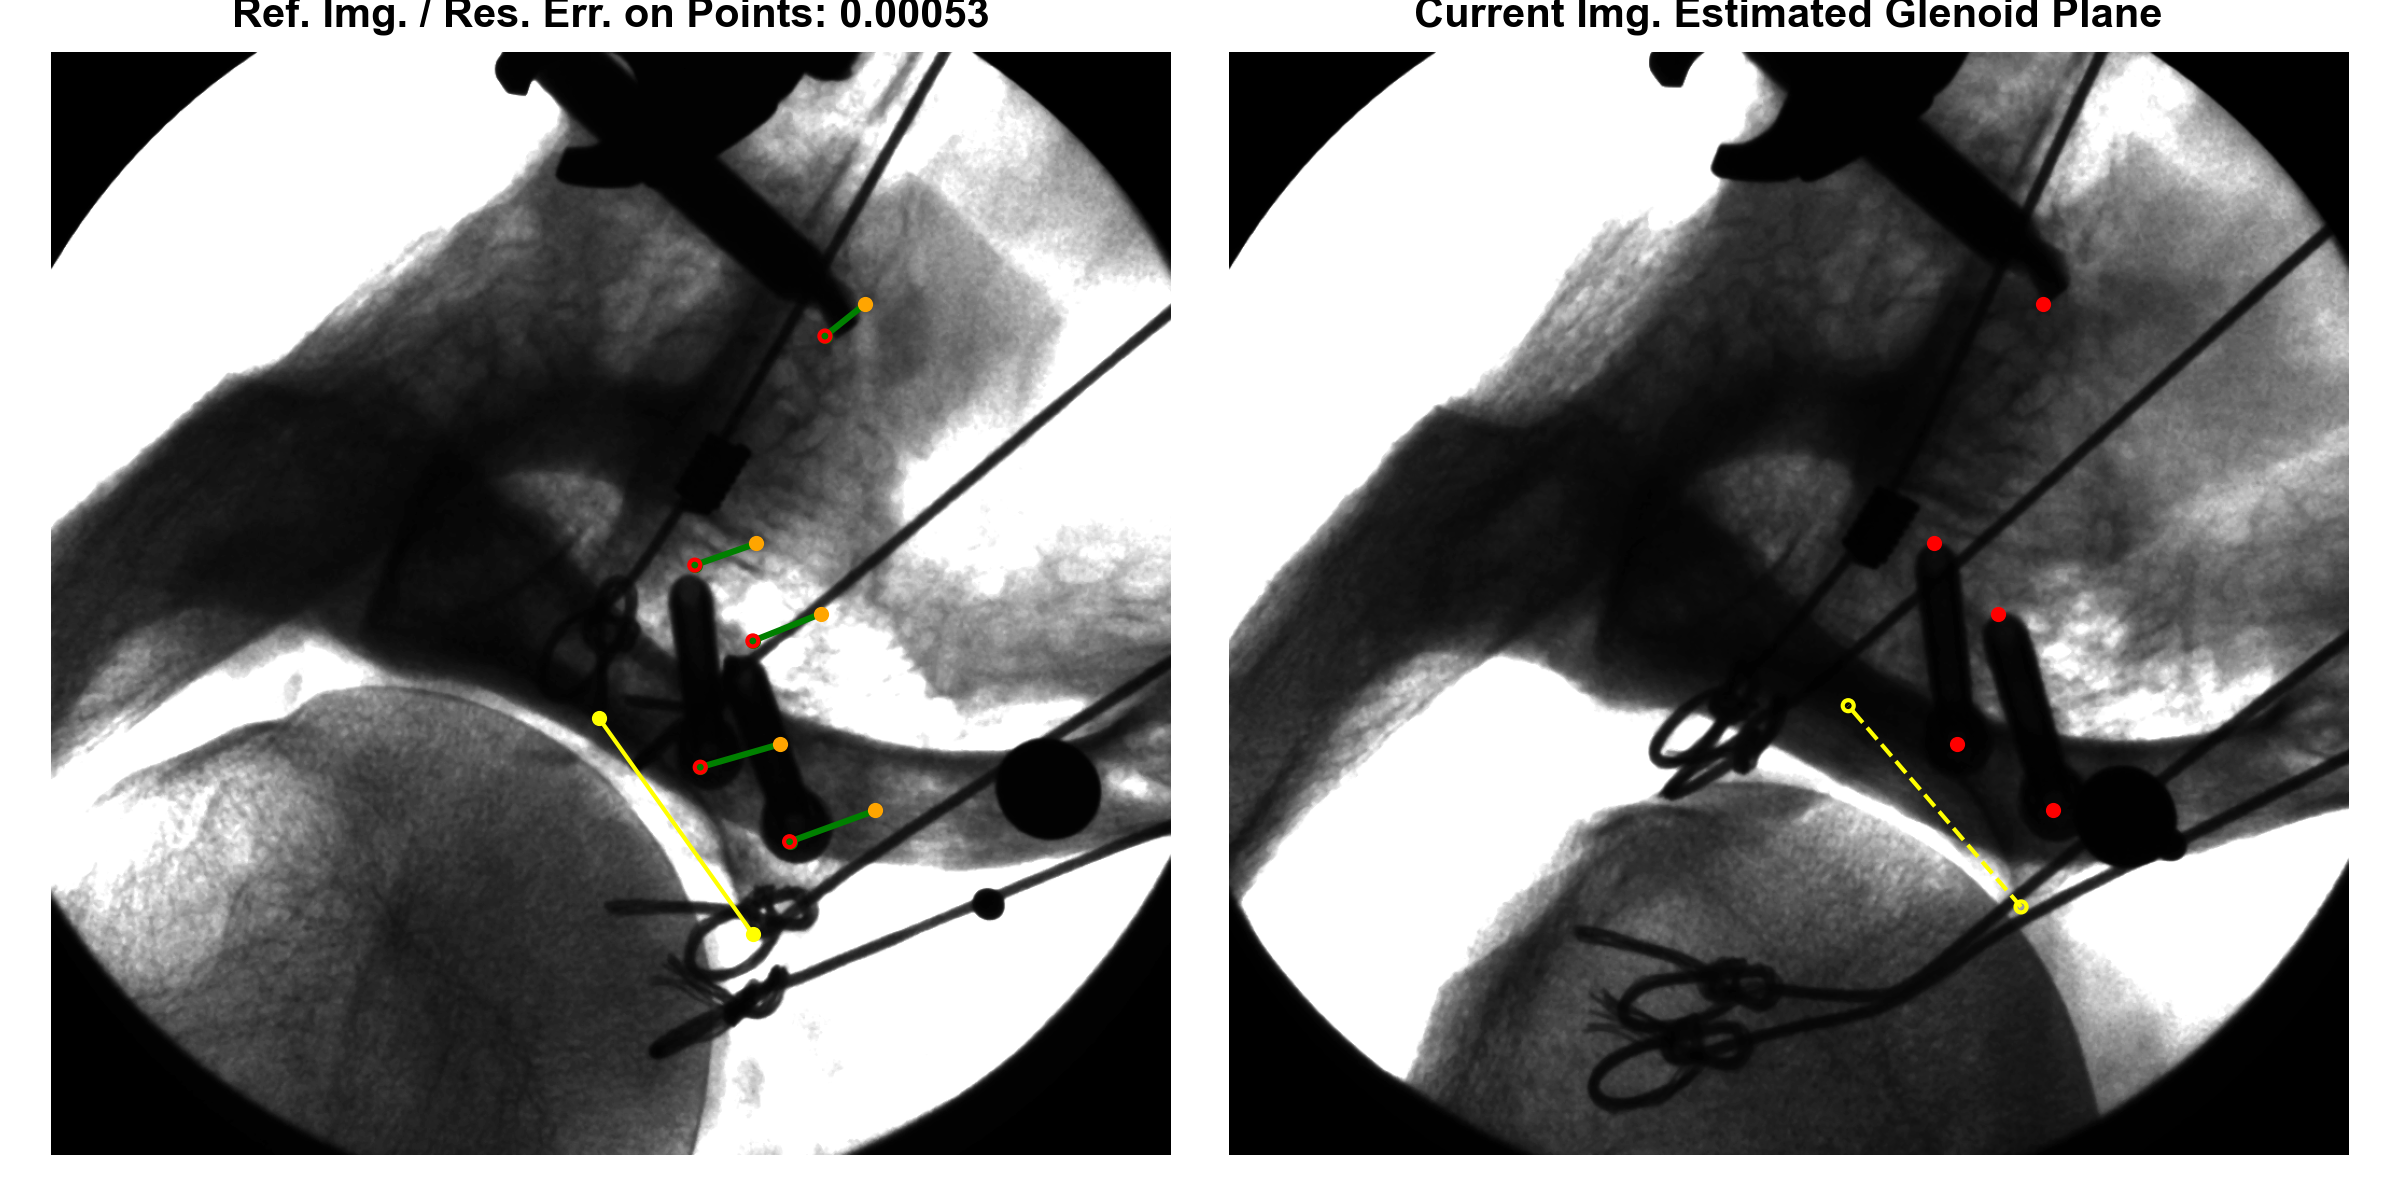 Ref. Img. / Res. Err. on Points: 0.00053
Current Img. Estimated Glenoid Plane